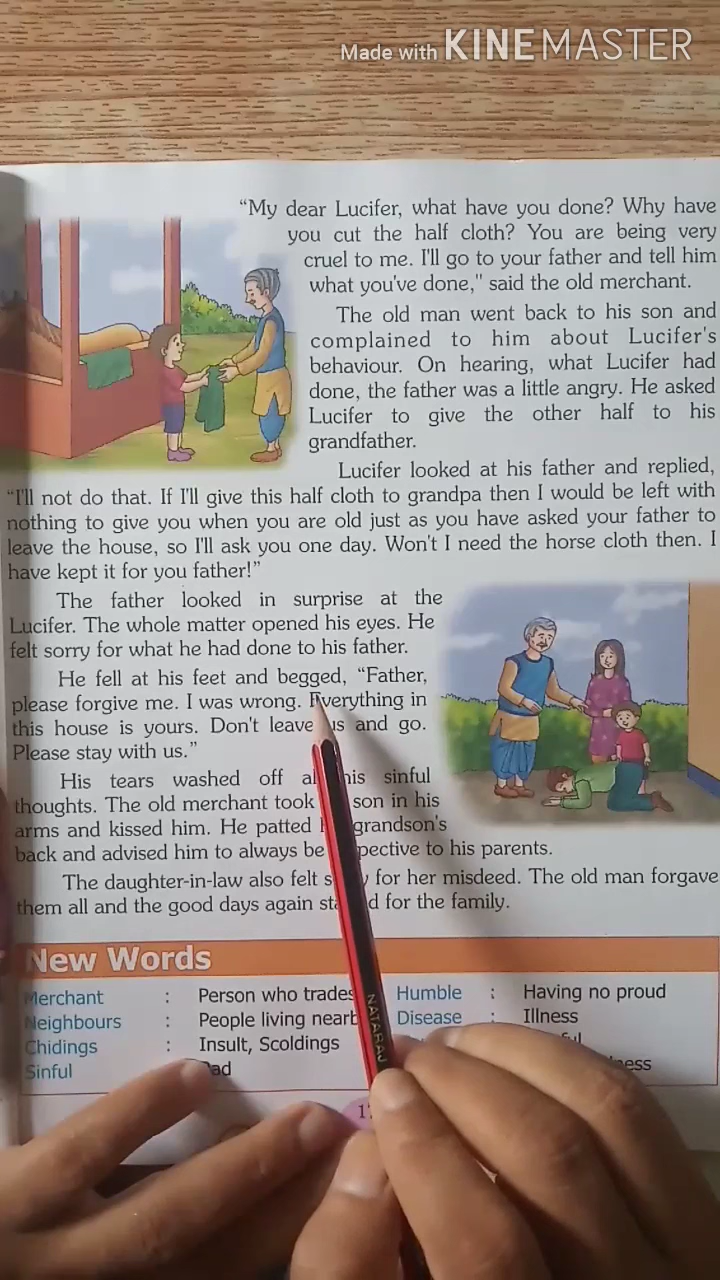 Made with KINEMASTER
“My dear Lucifer, what have you done? Why have
you cut the half cloth? You are being very
cruel to me. I'll go to your father and tell him
what you've done," said the old merchant.
The old man went back to his son and
complained to him about Lucifer's
behaviour. On hearing, what Lucifer had
done, the father was a little angry. He asked
Lucifer to give the other half to his
grandfather.
Lucifer looked at his father and replied,
“I'll not do that. If I'll give this half cloth to grandpa then I would be left with
nothing to give you when you are old just as you have asked your father to
leave the house, so I'll ask you one day. Won't I need the horse cloth then. I
have kept it for you father!”
The father looked in surprise at the
Lucifer. The whole matter opened his eyes. He
felt sorry for what he had done to his father.
He fell at his feet and begged, “Father,
please forgive me. I was wrong. Everything in
this house is yours. Don't leave us and go.
Please stay with us.”
His tears washed off his sinful
thoughts. The old merchant took son in his
arms and kissed him. He patted grandson's
back and advised him to always be to his parents.
The daughter-in-law also felt for her misdeed. The old man forgave
them all and the good days again for the family.
New Words
Merchant : Person who trades Humble : Having no proud
Neighbours : People living Disease : Illness
Chidings : Insult, Scoldings
Sinful : Bad
NATARAJ